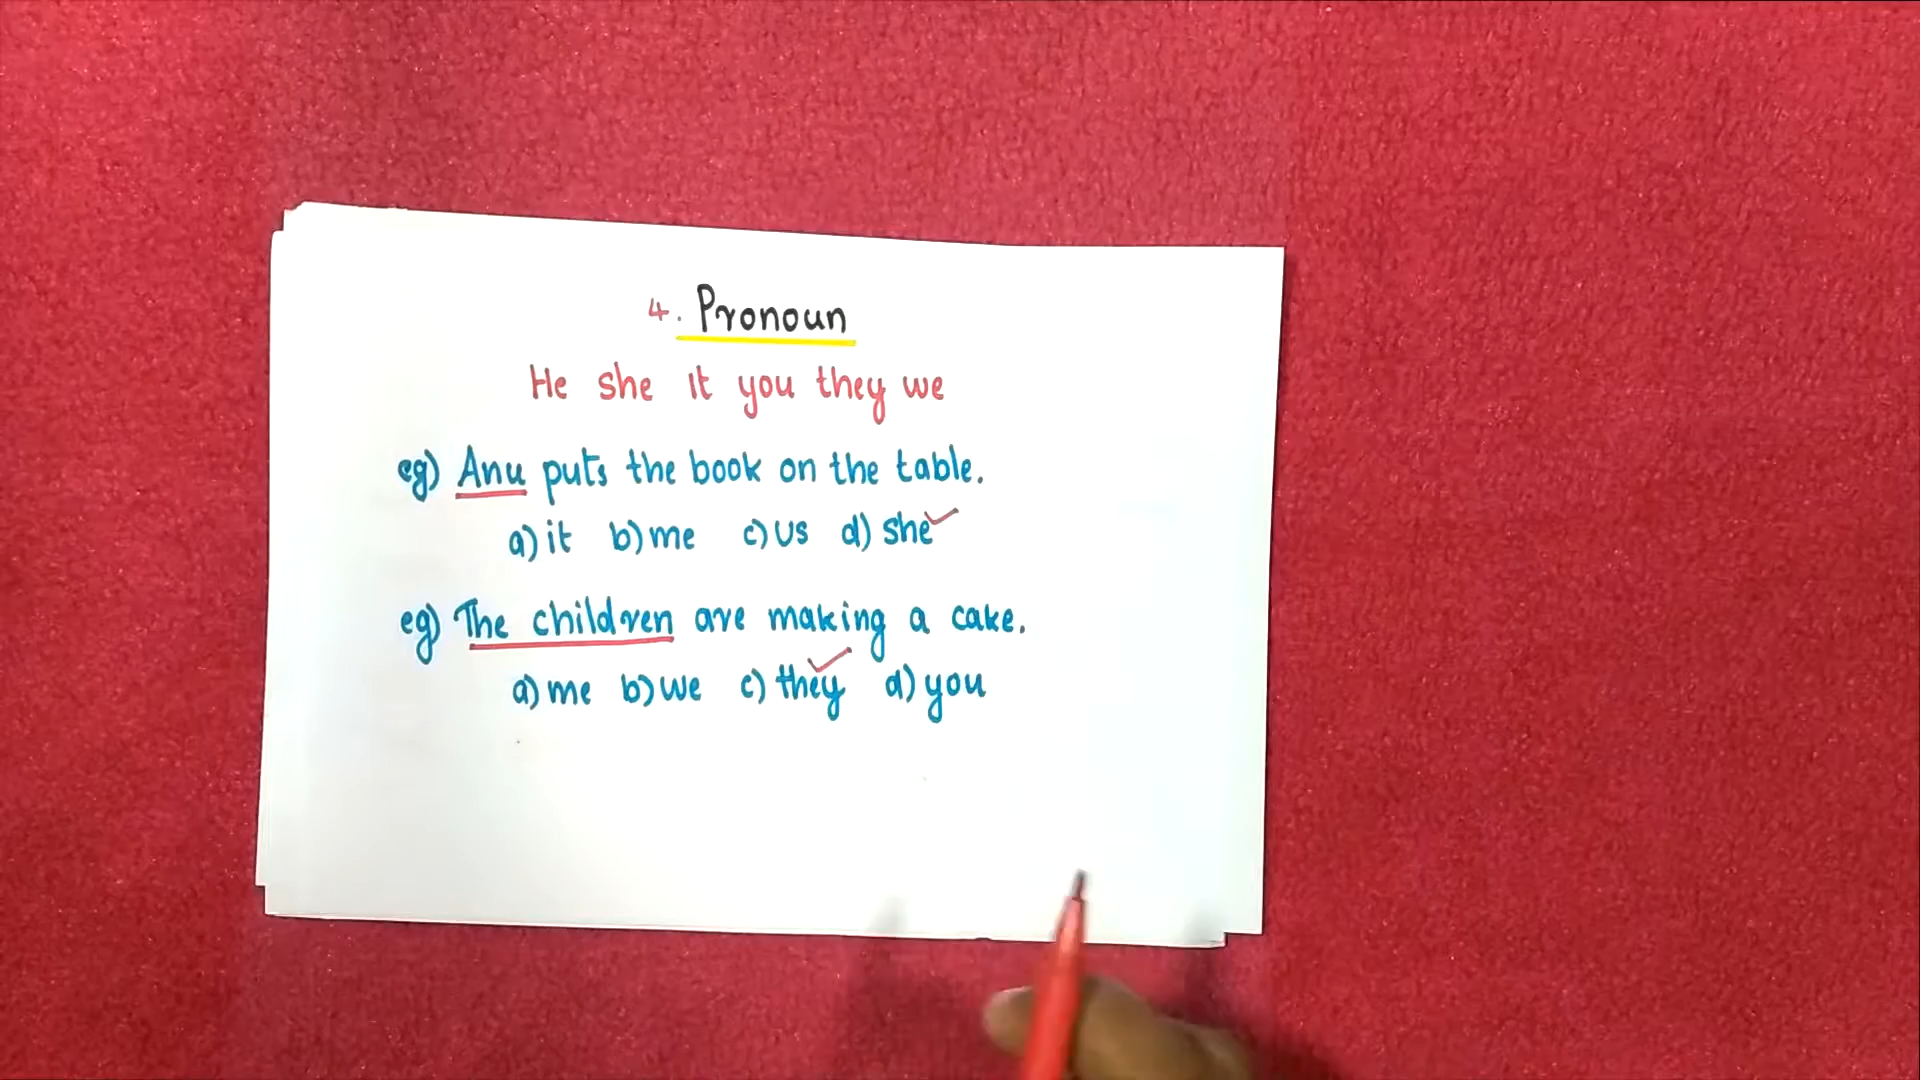 4. Pronoun
He she it you they we
eg) Anu puts the book on the table.
a) it b) me c) us d) she
eg) The children are making a cake.
a) me b) we c) they d) you